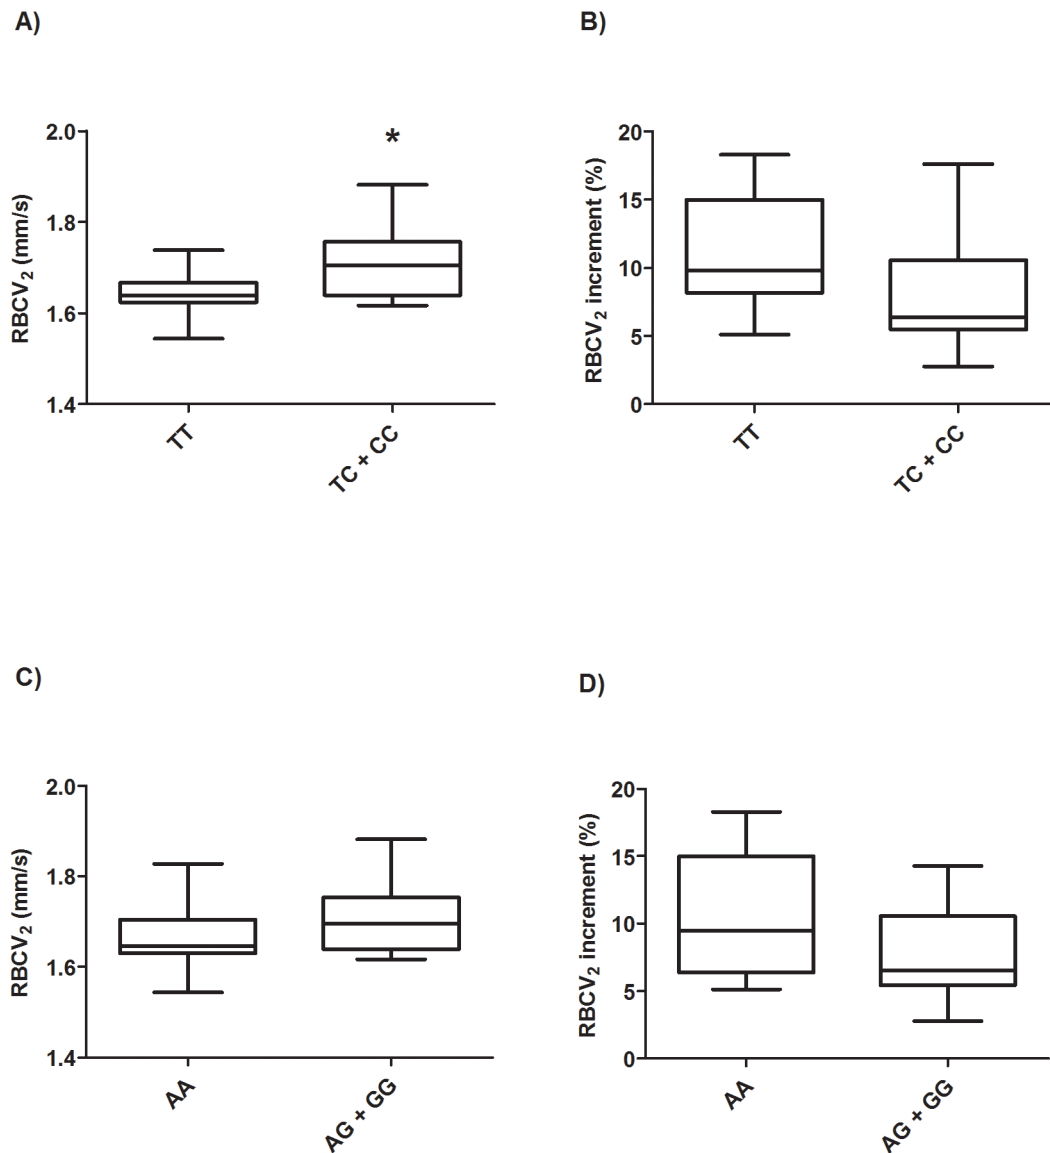 A)
RBCV2 (mm/s)
2.0
1.8
1.6
1.4
*
TT
TC + CC
B)
RBCV2 increment (%)
20
15
10
5
0
TT
TC + CC
C)
RBCV2 (mm/s)
2.0
1.8
1.6
1.4
AA
AG + GG
D)
RBCV2 increment (%)
20
15
10
5
0
AA
AG + GG